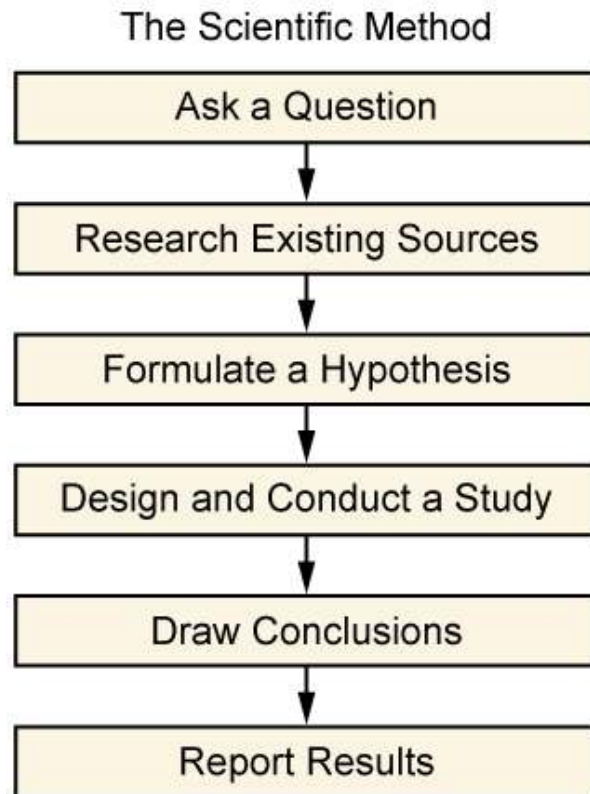 The Scientific Method
Ask a Question
Research Existing Sources
Formulate a Hypothesis
Design and Conduct a Study
Draw Conclusions
Report Results